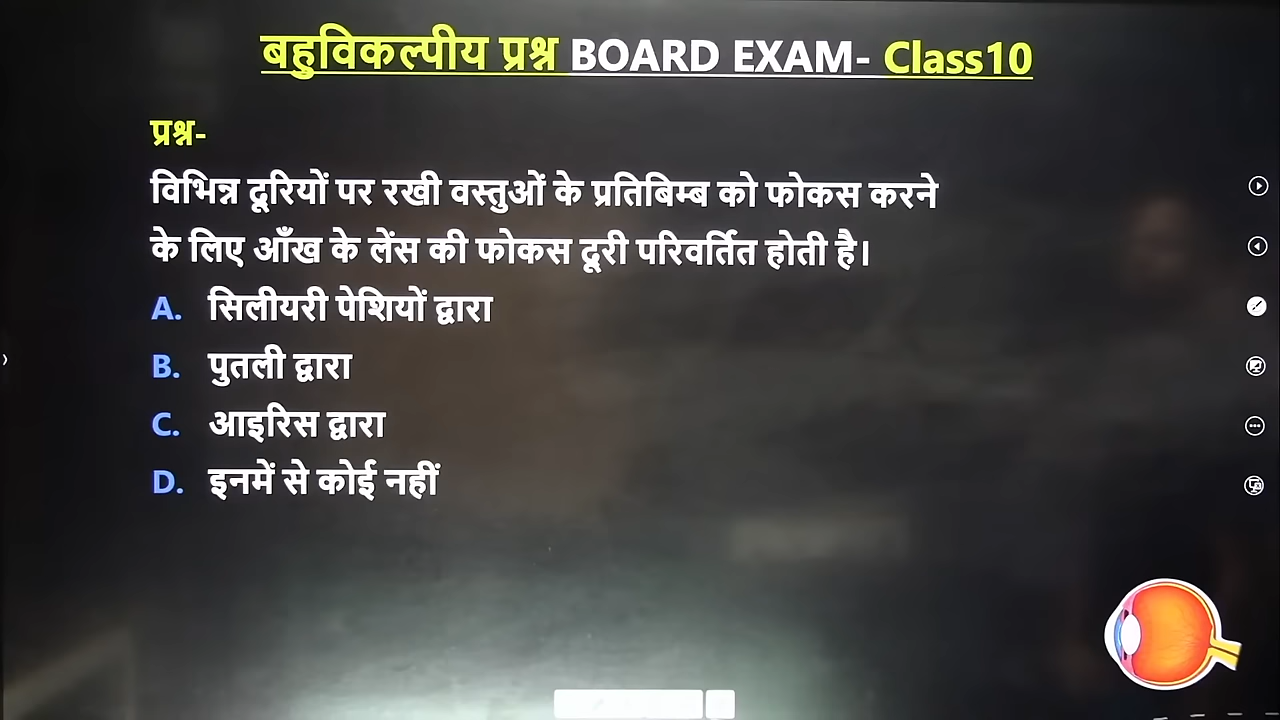 बहुविकल्पीय प्रश्न BOARD EXAM- Class10
प्रश्न-
विभिन्न दूरियों पर रखी वस्तुओं के प्रतिबिम्ब को फोकस करने
के लिए आँख के लेंस की फोकस दूरी परिवर्तित होती है।
A. सिलीयरी पेशियों द्वारा
B. पुतली द्वारा
C. आइरिस द्वारा
D. इनमें से कोई नहीं